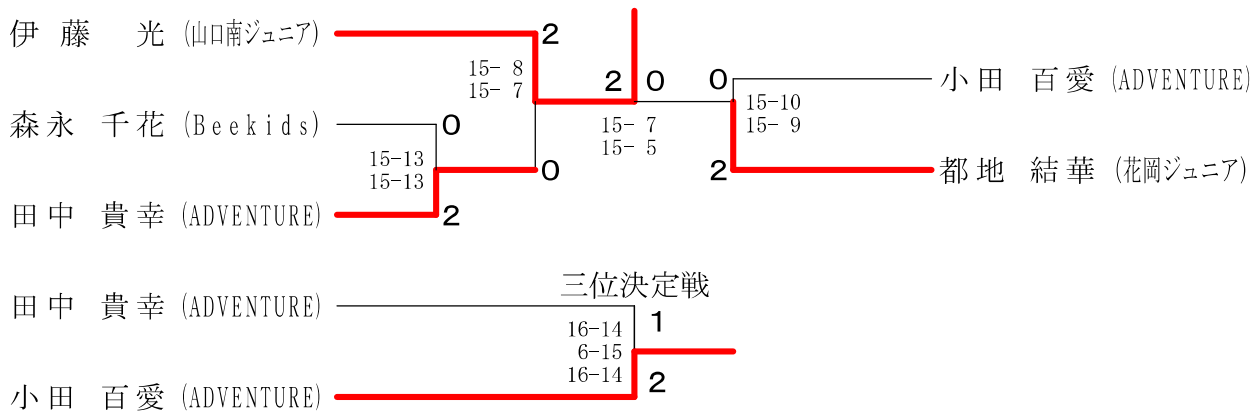 伊藤 光 (山口南ジュニア)
2
15- 8
15- 7
2 0
0
小田 百愛 (ADVENTURE)
15-10
15- 9
森永 千花 (Beekids)
0
15- 7
15- 5
15-13
15-13
0
2
都地 結華 (花岡ジュニア)
田中 貴幸 (ADVENTURE)
2
三位決定戦
田中 貴幸 (ADVENTURE)
1
16-14
6-15
16-14
2
小田 百愛 (ADVENTURE)